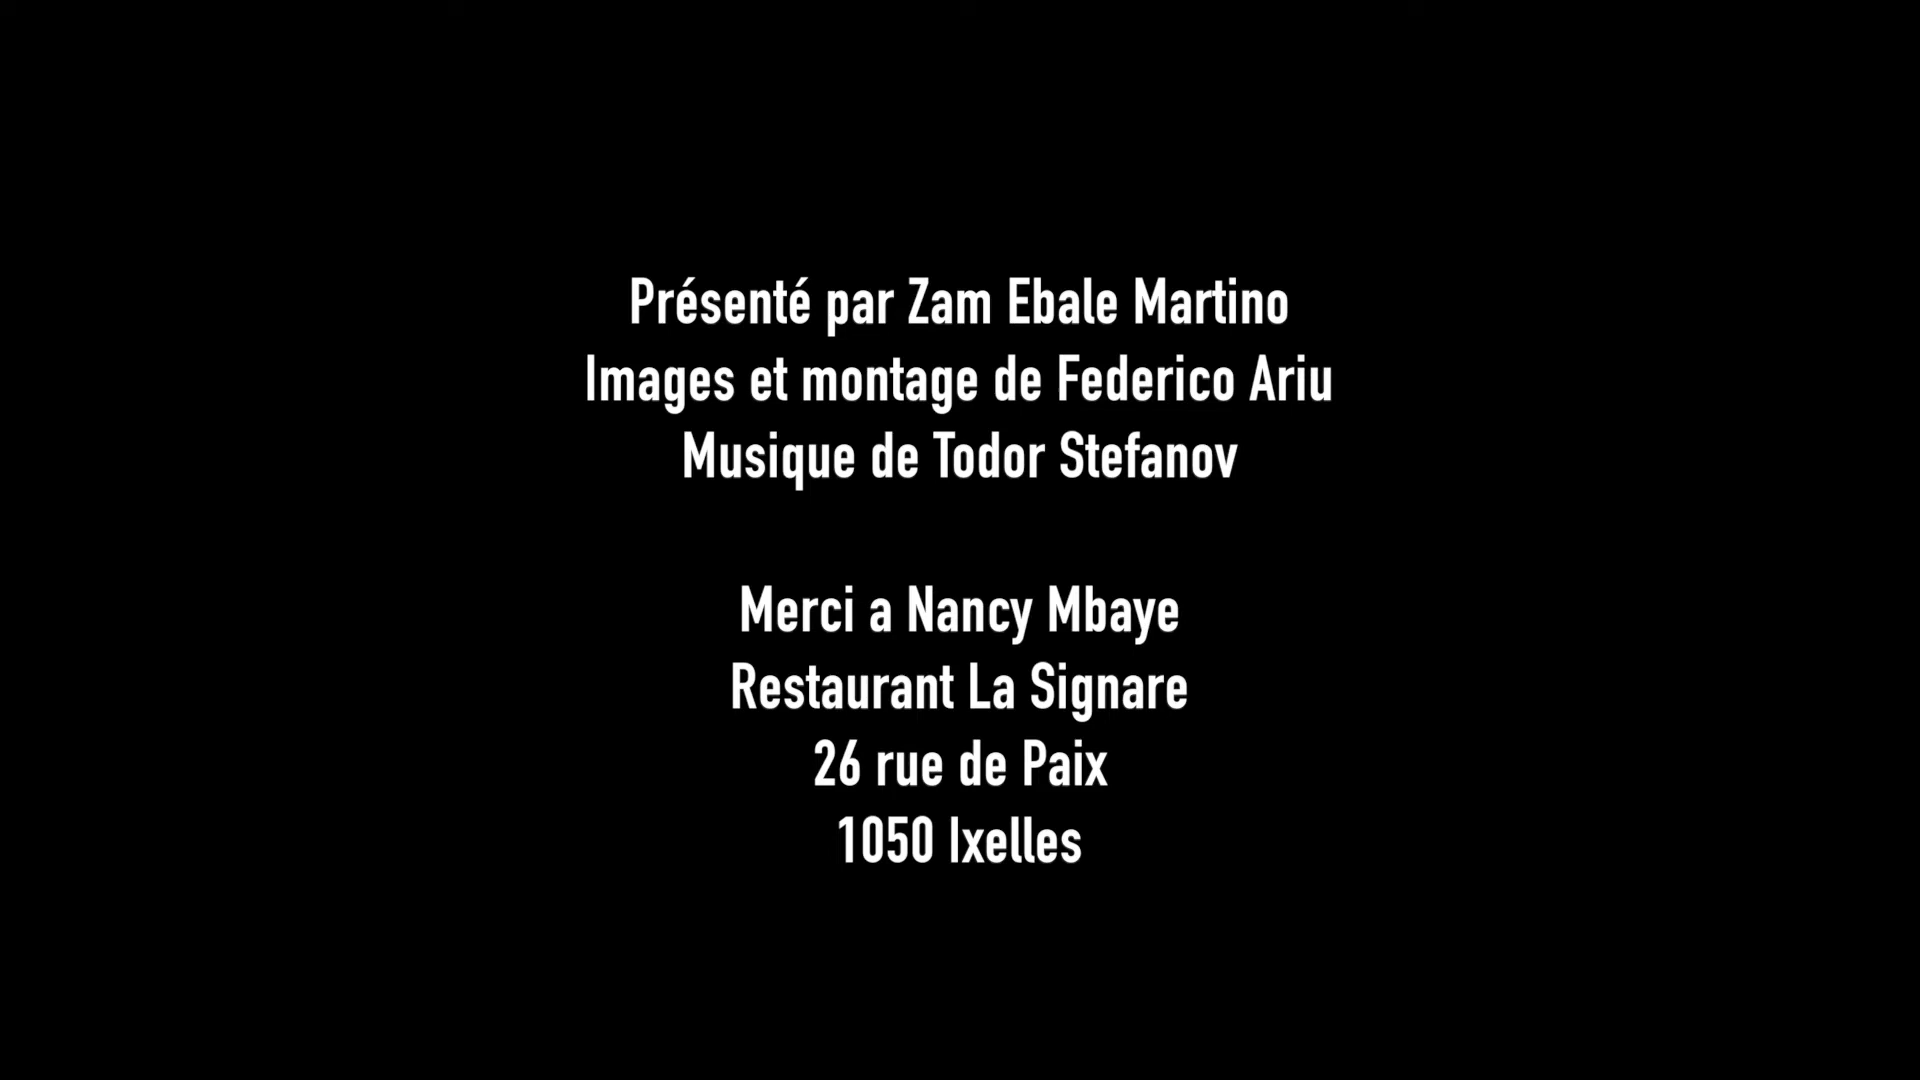 Présenté par Zam Ebale Martino
Images et montage de Federico Ariu
Musique de Todor Stefanov
Merci a Nancy Mbaye
Restaurant La Signare
26 rue de Paix
1050 Ixelles